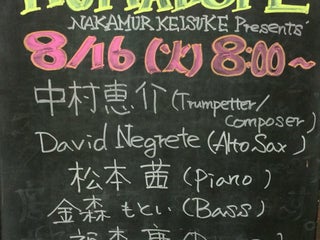 NAKAMUR KEISUKE Presents
8/16 (火) 8:00〜
中村恵介 (Trumpetter/
composer)
David Negrete (Alto Sax)
松本 茜 (Piano)
金森 もとい (Bass)